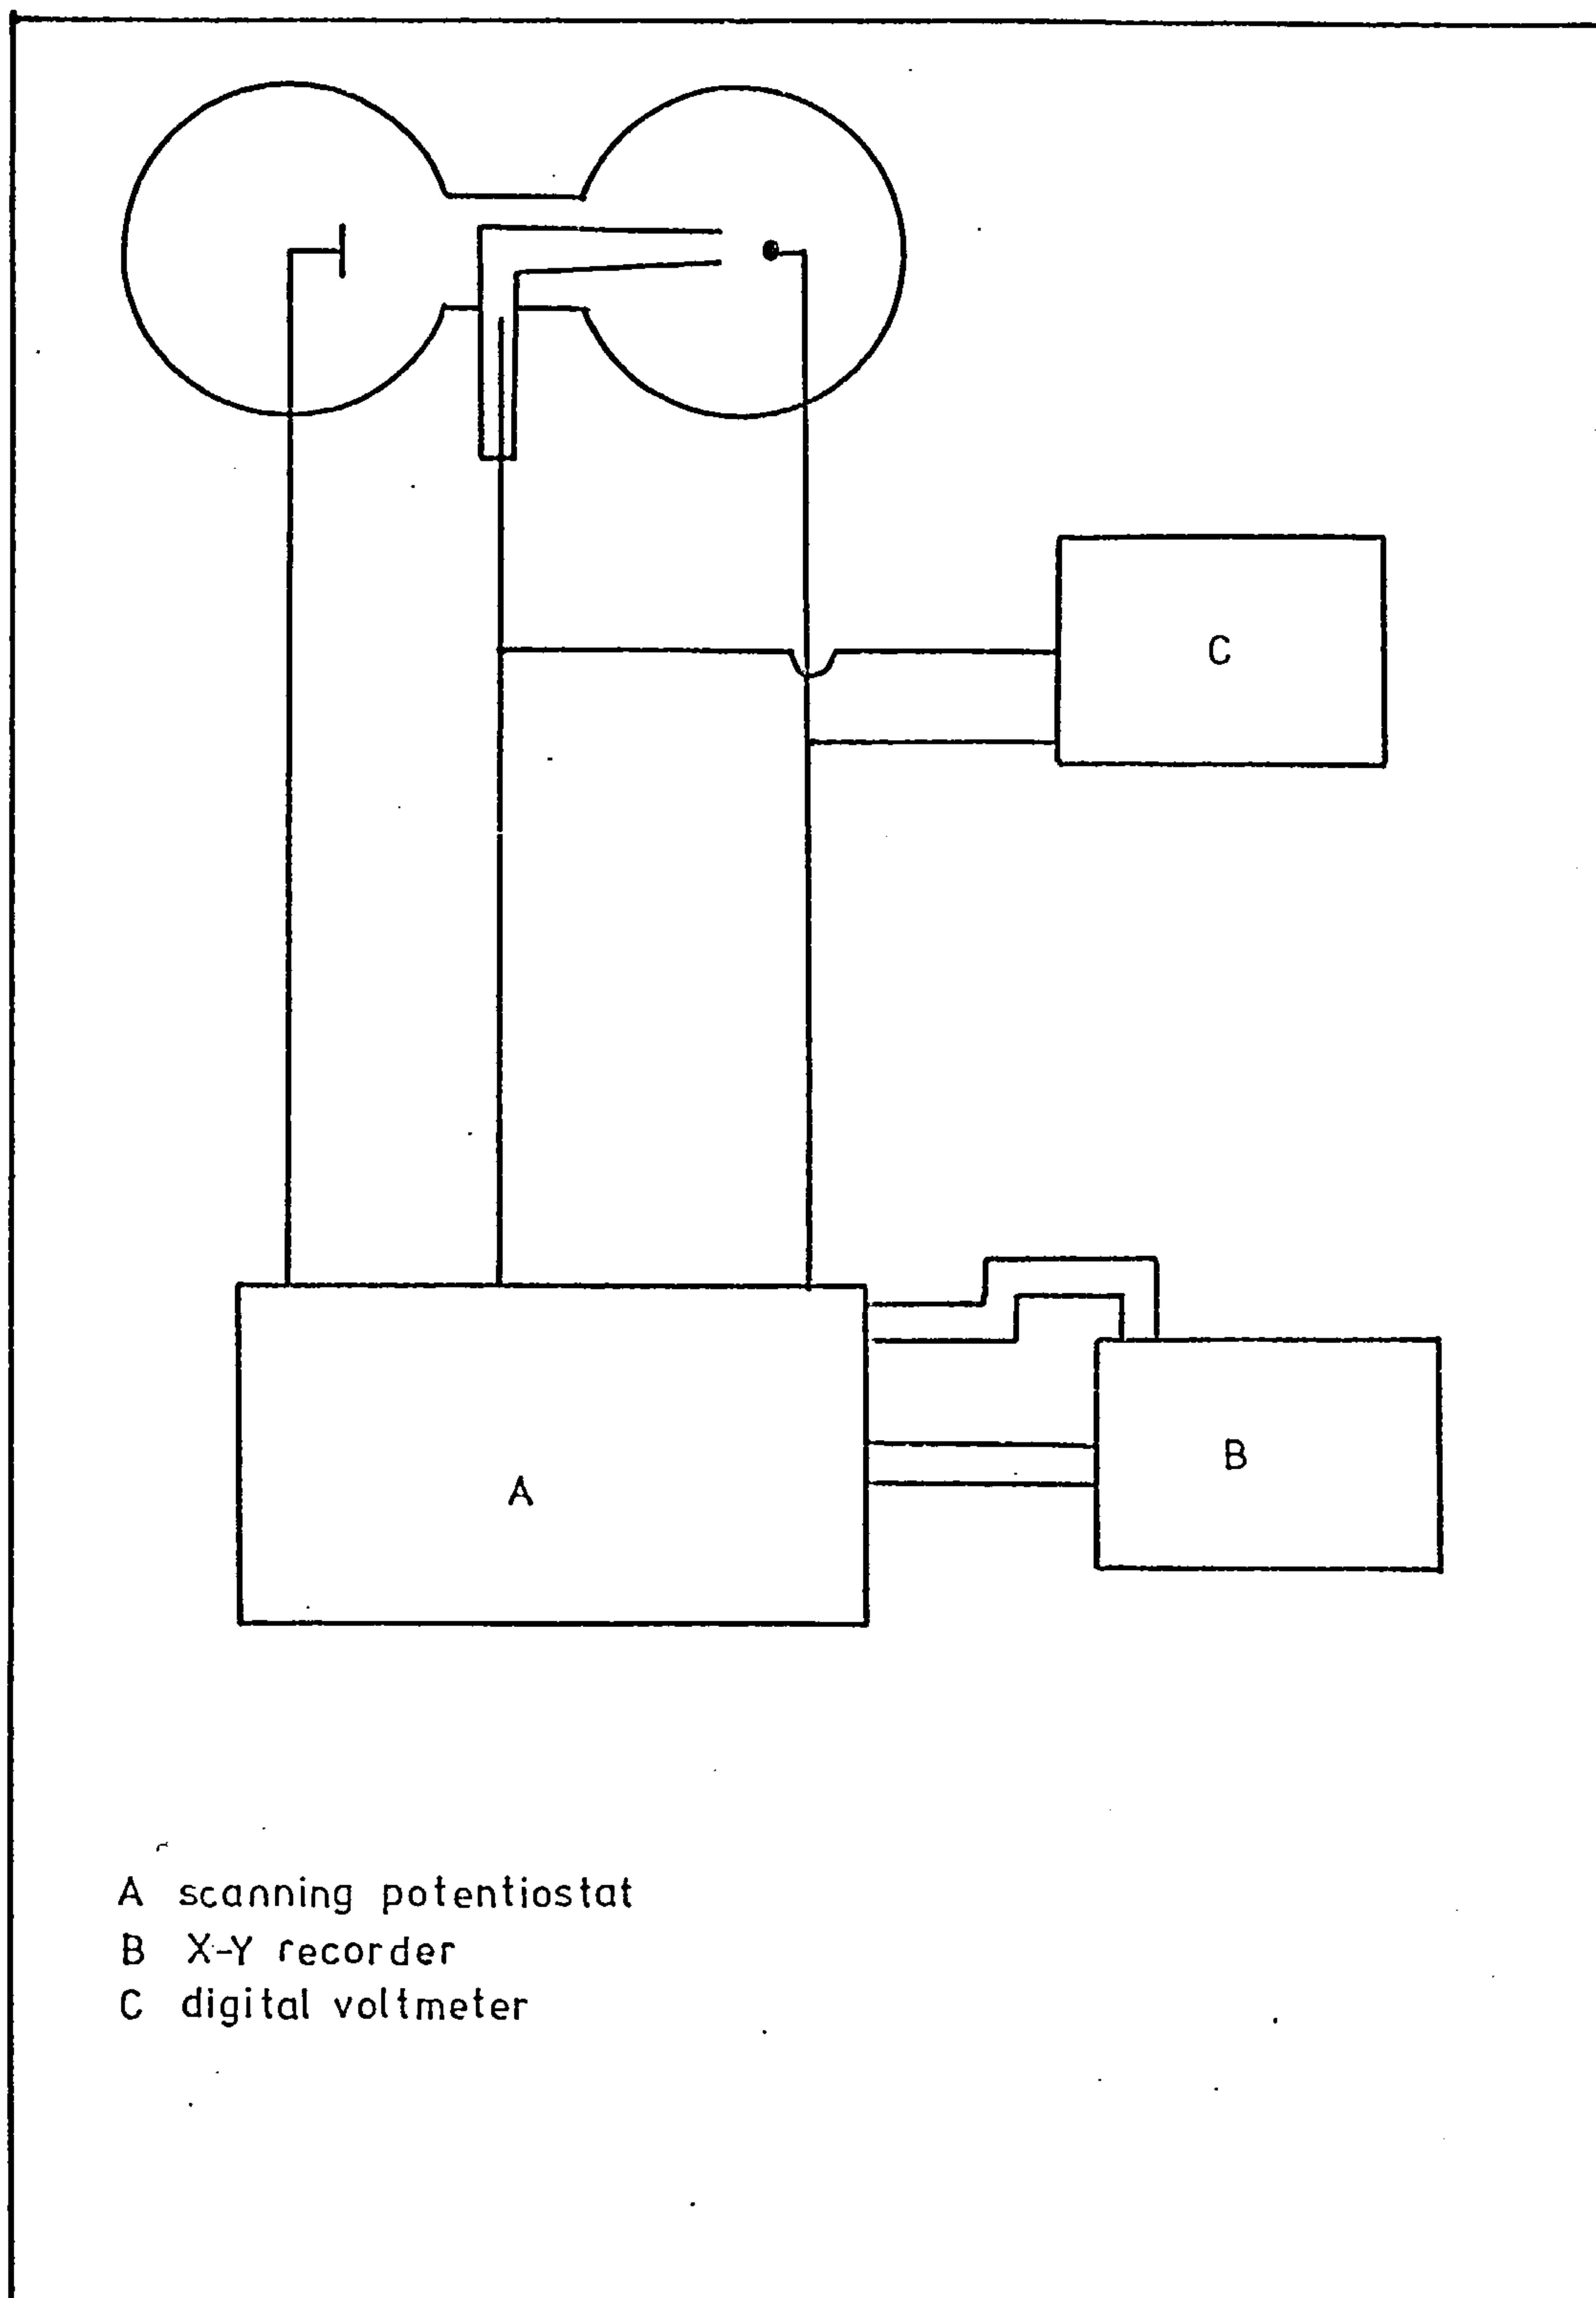 C
B
A
A scanning potentiostat
B X-Y recorder
C digital voltmeter